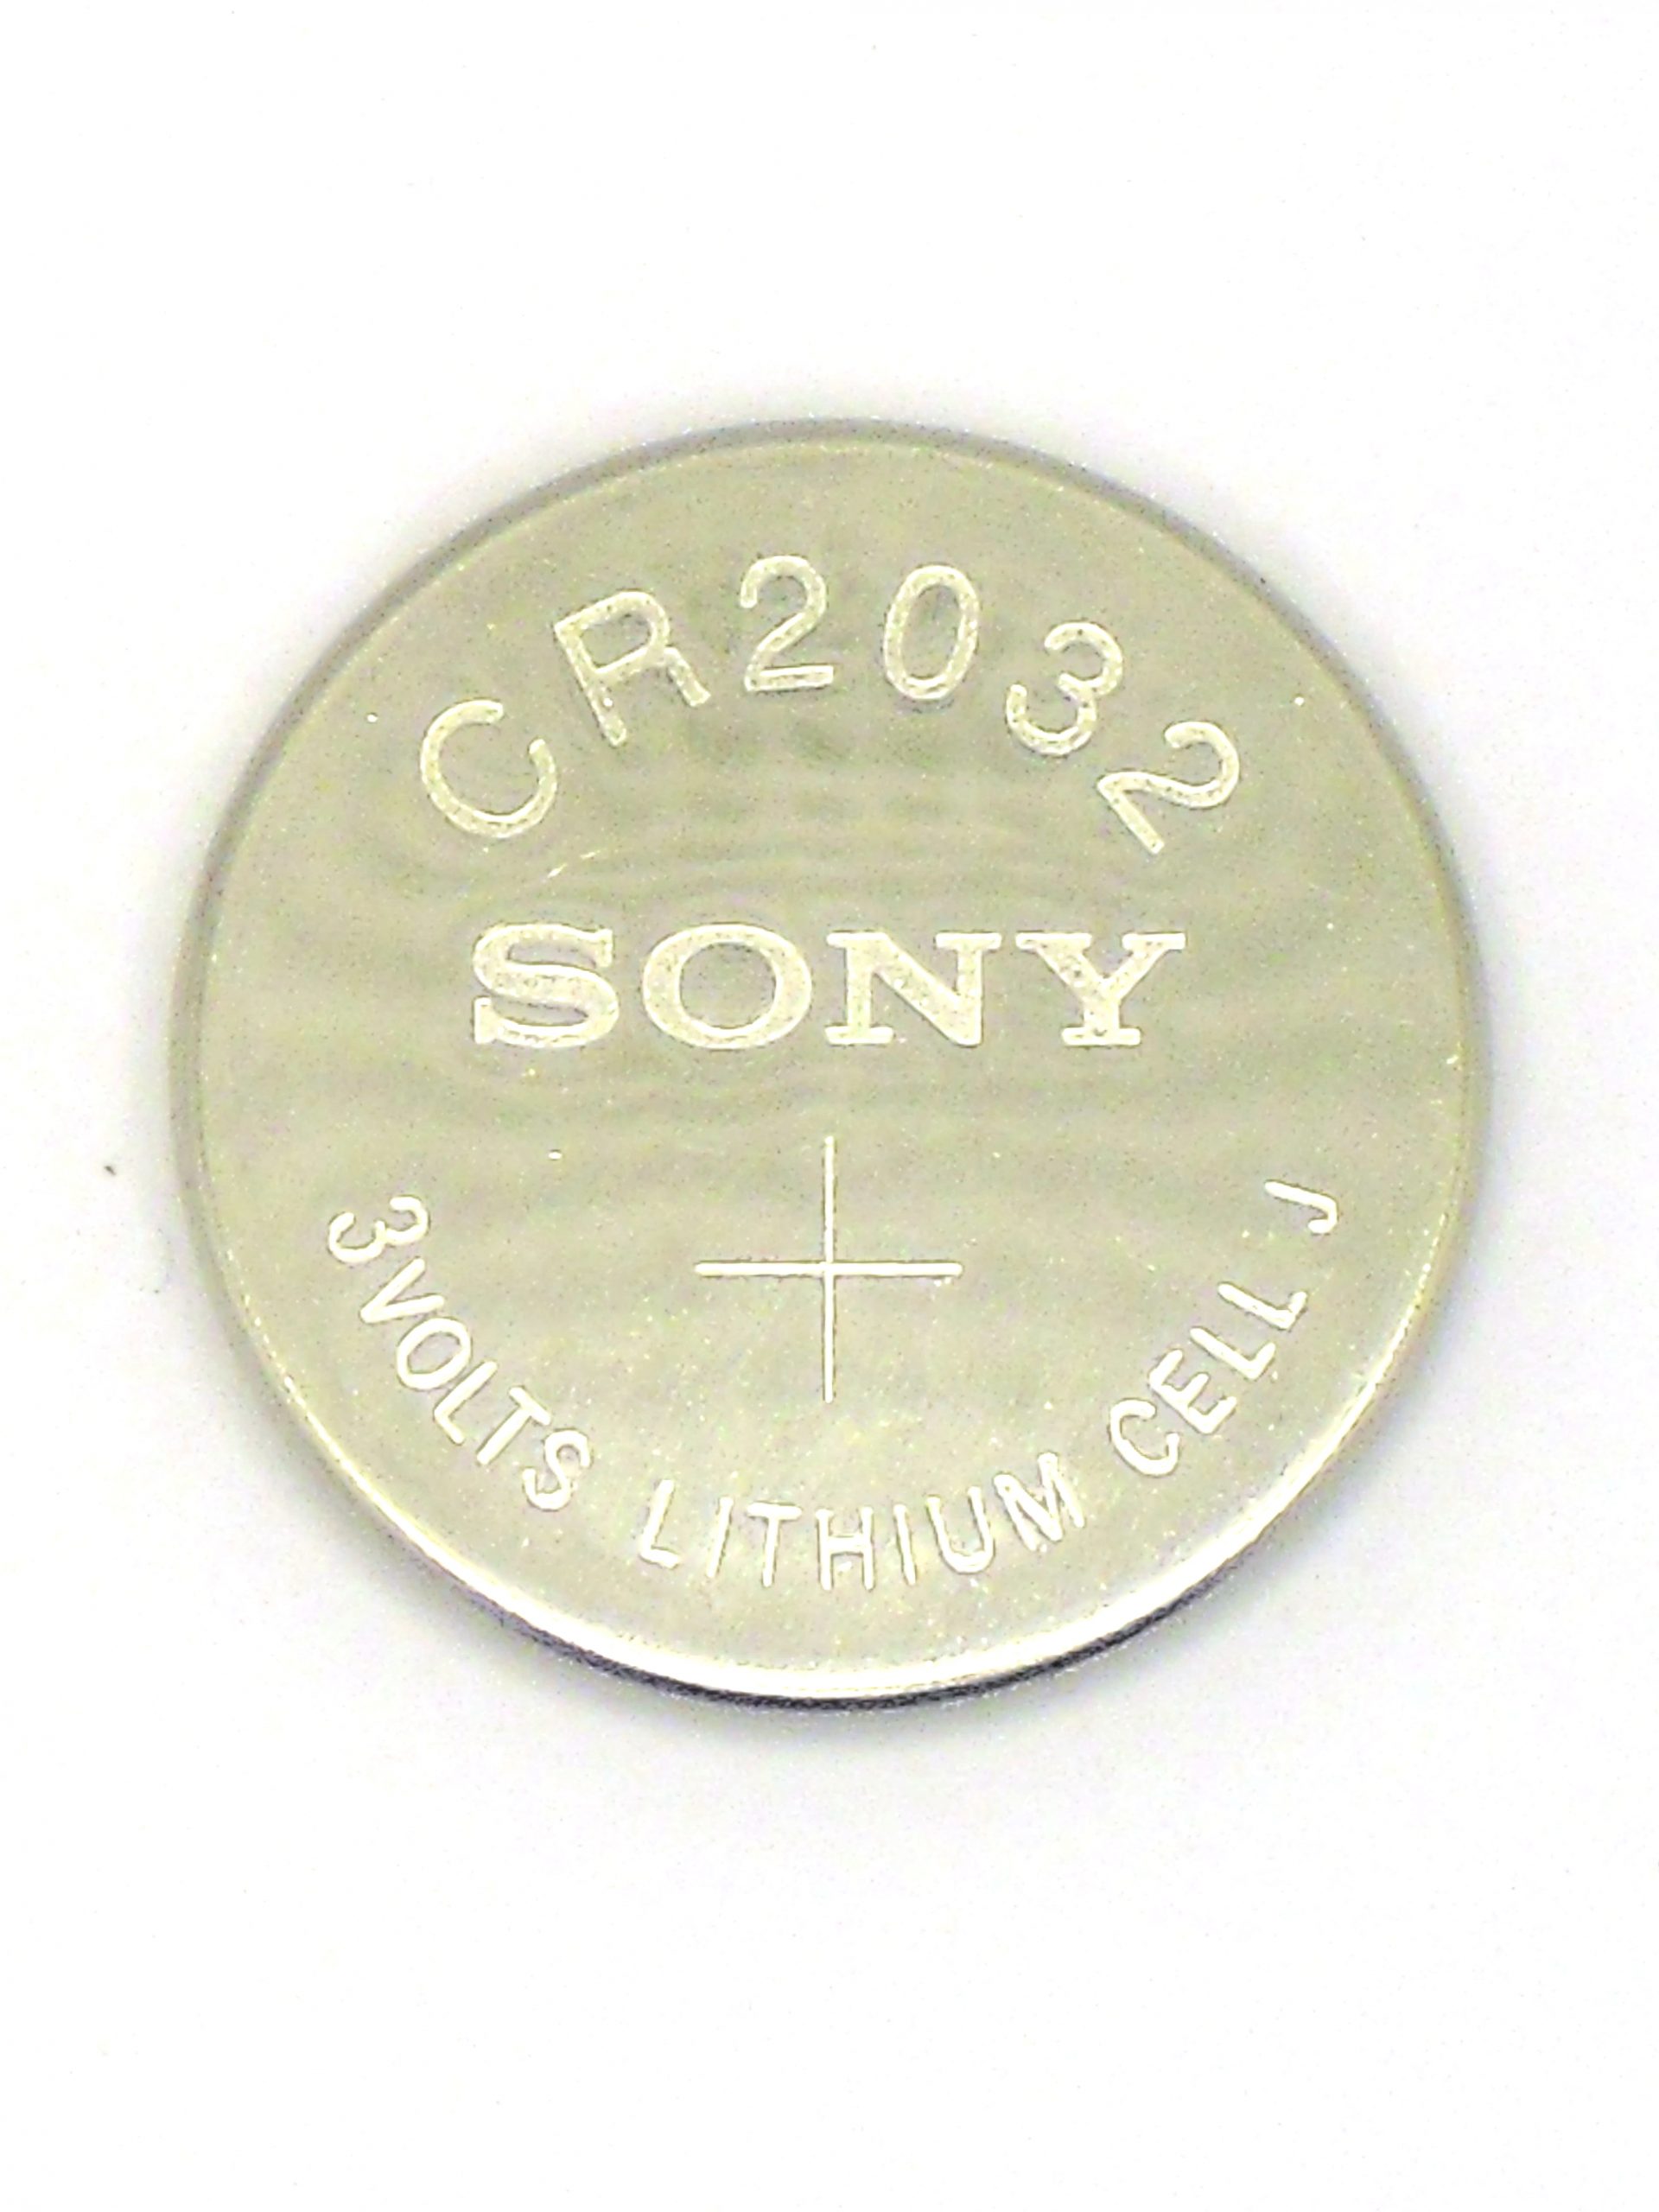 CR2032
SONY
+
3VOLTS LITHIUM CELL J